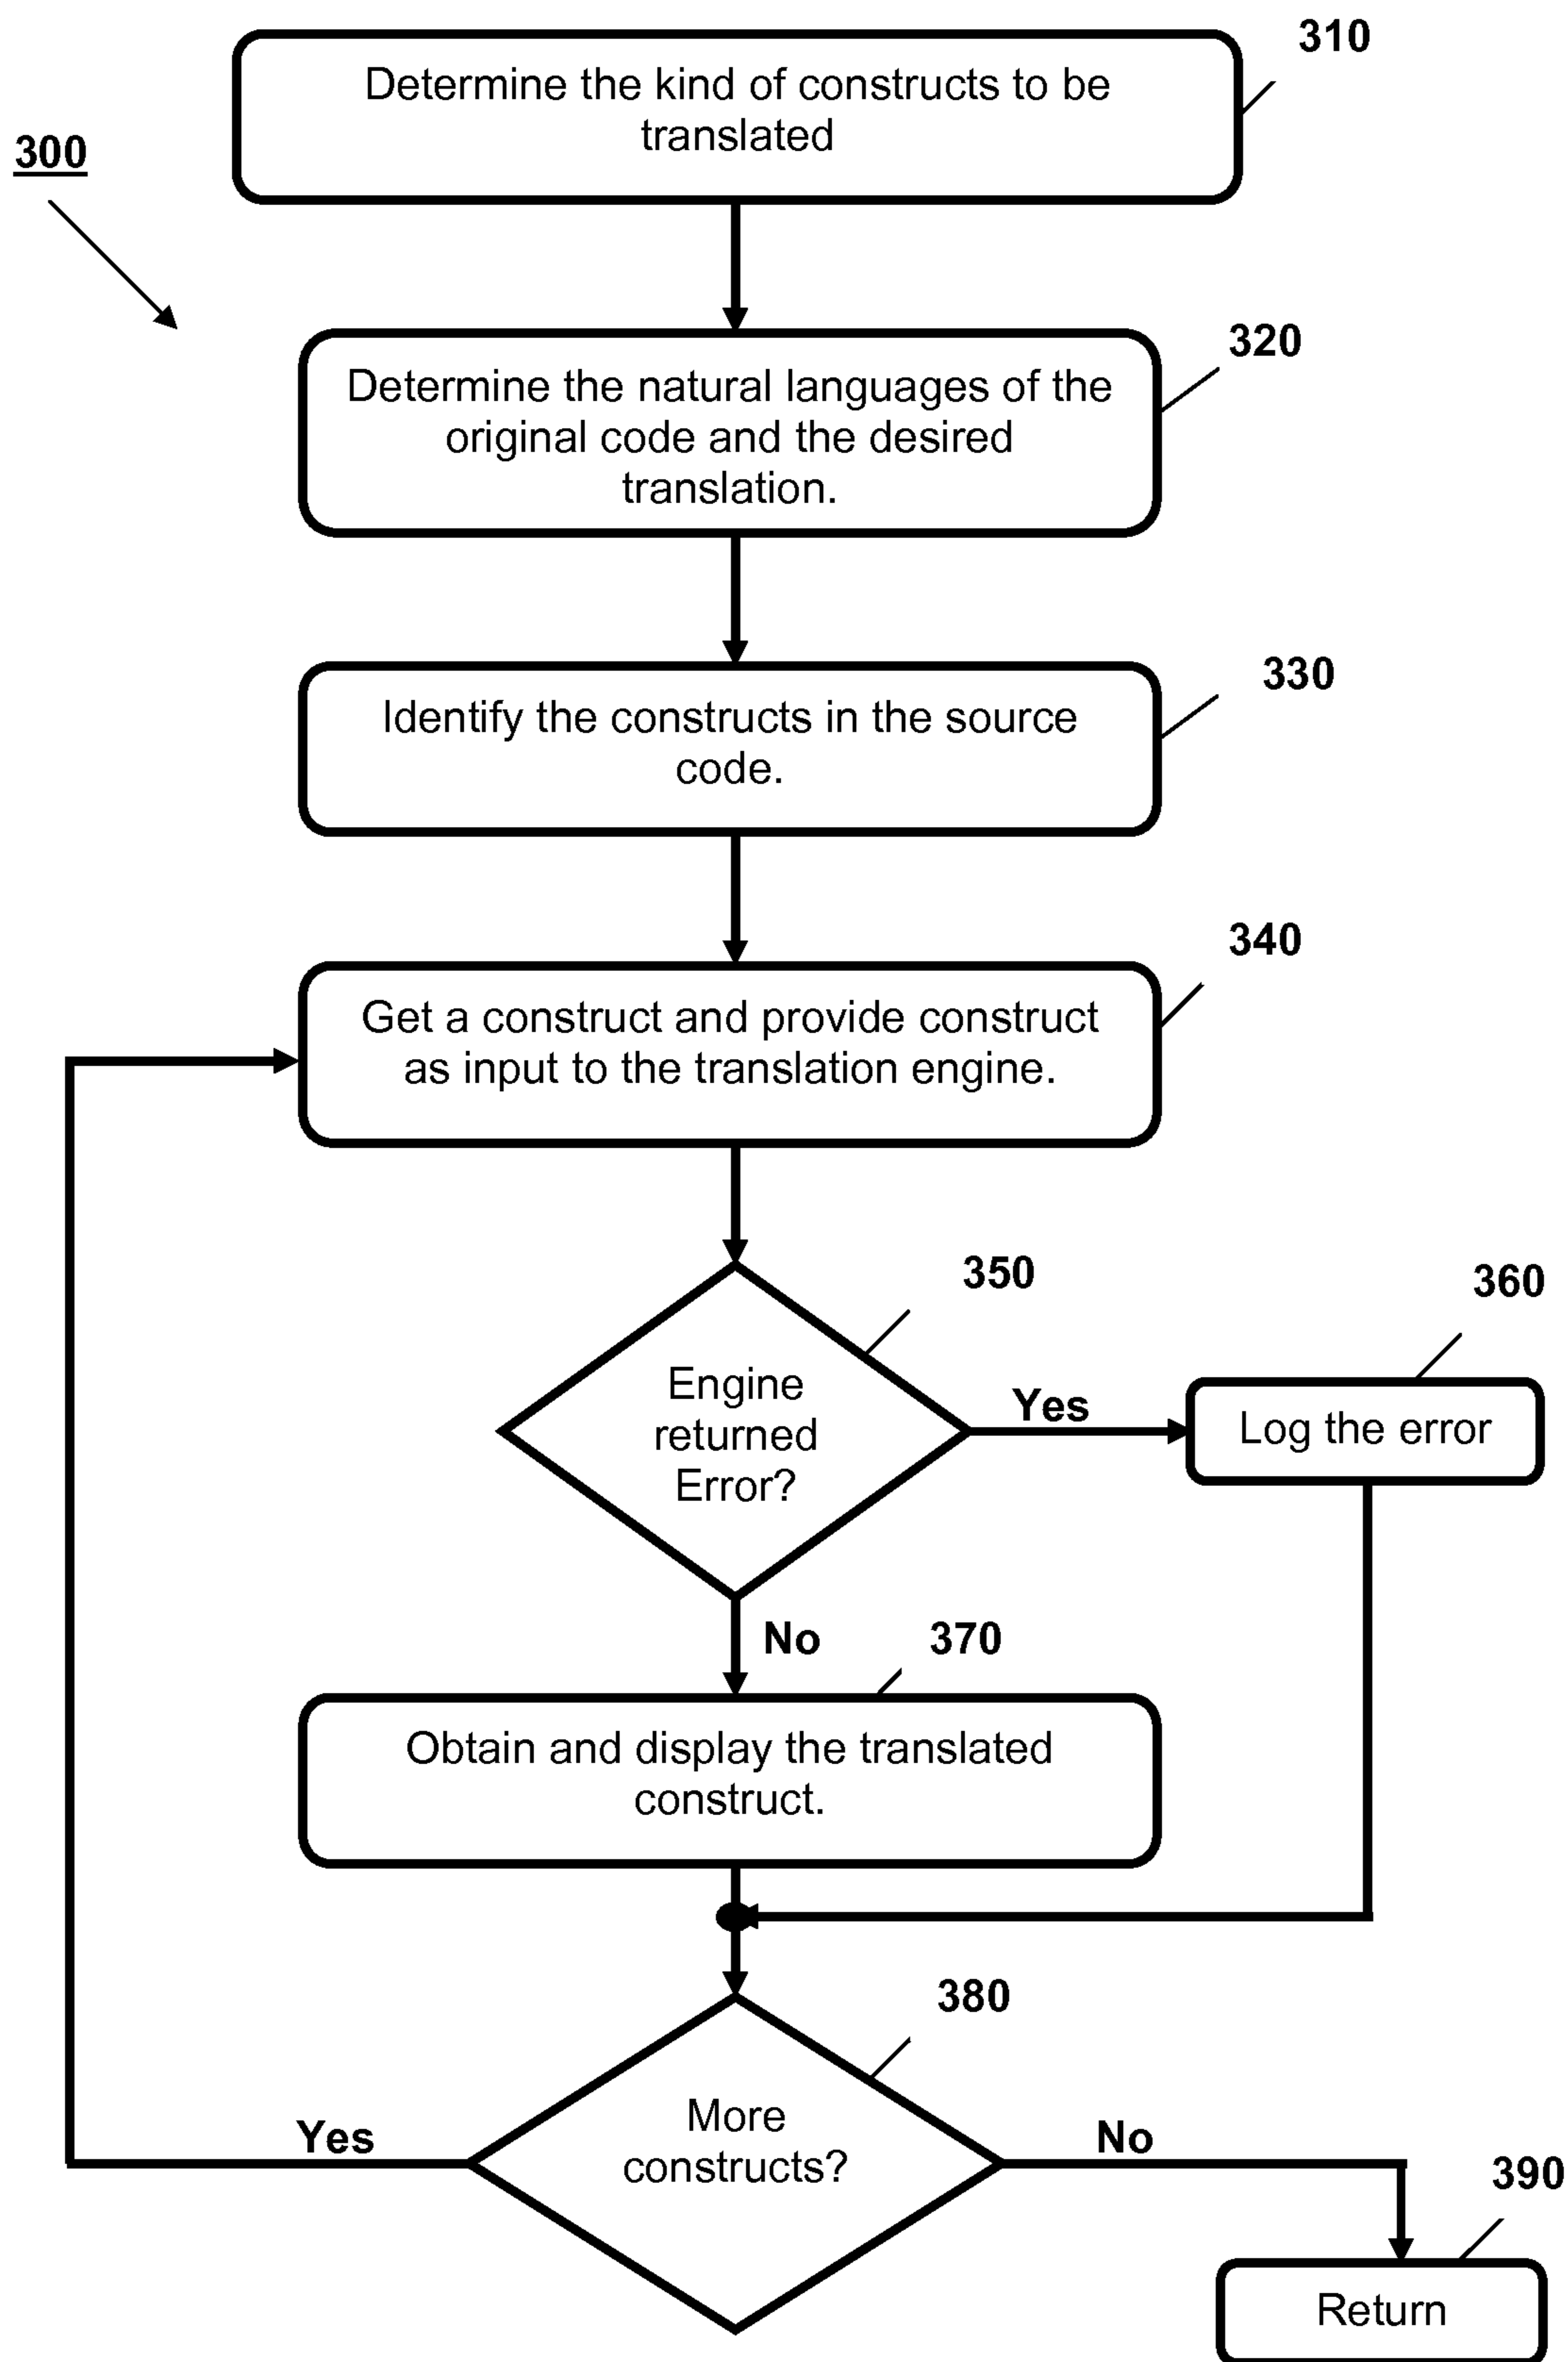 310
Determine the kind of constructs to be
translated
300
320
Determine the natural languages of the
original code and the desired
translation.
330
Identify the constructs in the source
code.
340
Get a construct and provide construct
as input to the translation engine.
350
360
Engine
returned
Error?
Yes
Log the error
No
370
Obtain and display the translated
construct.
380
More
constructs?
Yes
No
390
Return